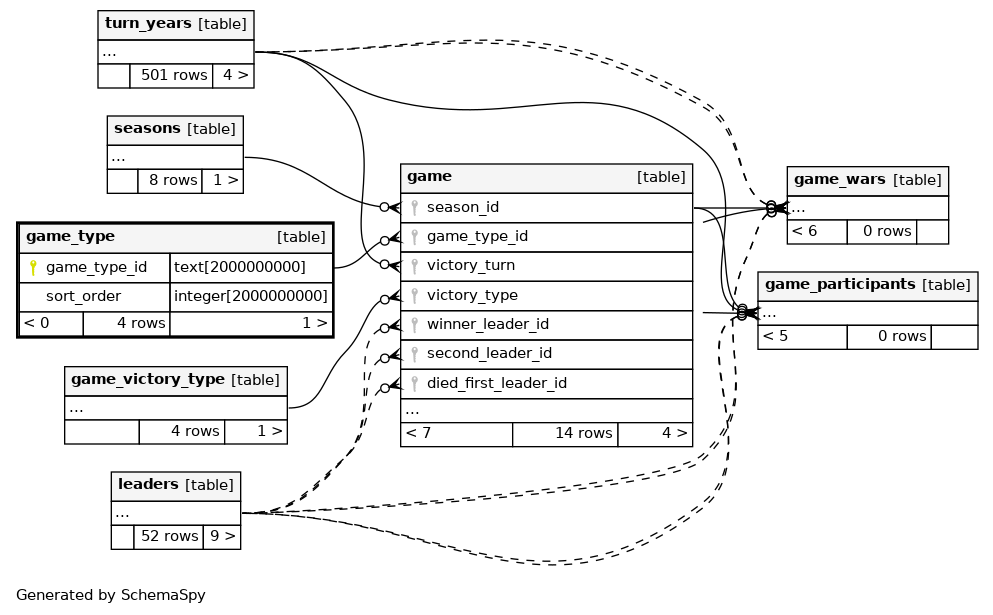 turn_years [table]
...
501 rows 4 >
seasons [table]
...
8 rows 1 >
game_type [table]
game_type_id text[2000000000]
sort_order integer[2000000000]
< 0 4 rows 1 >
game_victory_type [table]
...
4 rows 1 >
leaders [table]
...
52 rows 9 >
game [table]
season_id
game_type_id
victory_turn
victory_type
winner_leader_id
second_leader_id
died_first_leader_id
...
< 7 14 rows 4 >
game_wars [table]
...
< 6 0 rows
game_participants [table]
...
< 5 0 rows
Generated by SchemaSpy